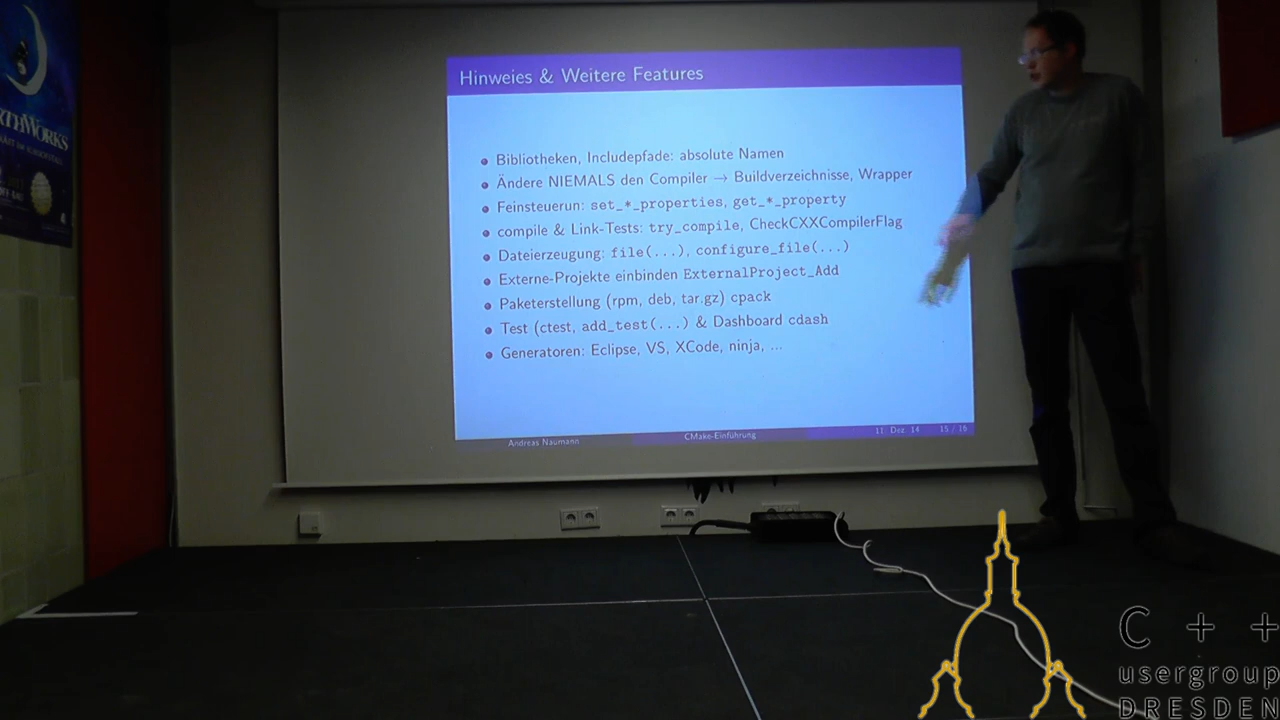 Hinweies & Weitere Features
Bibliotheken, Includepfade: absolute Namen
Ändere NIEMALS den Compiler → Buildverzeichnisse, Wrapper
Feinsteuerun: set_*_properties, get_*_property
compile & Link-Tests: try_compile, CheckCXXCompilerFlag
Dateierzeugung: file(...), configure_file(...)
Externe-Projekte einbinden ExternalProject_Add
Paketerstellung (rpm, deb, tar.gz) cpack
Test (ctest, add_test(...) & Dashboard cdash
Generatoren: Eclipse, VS, XCode, ninja, ...
Andreas Naumann CMake-Einführung 11. Dez. 14 15 / 16
C + +
usergroup
DRESDEN